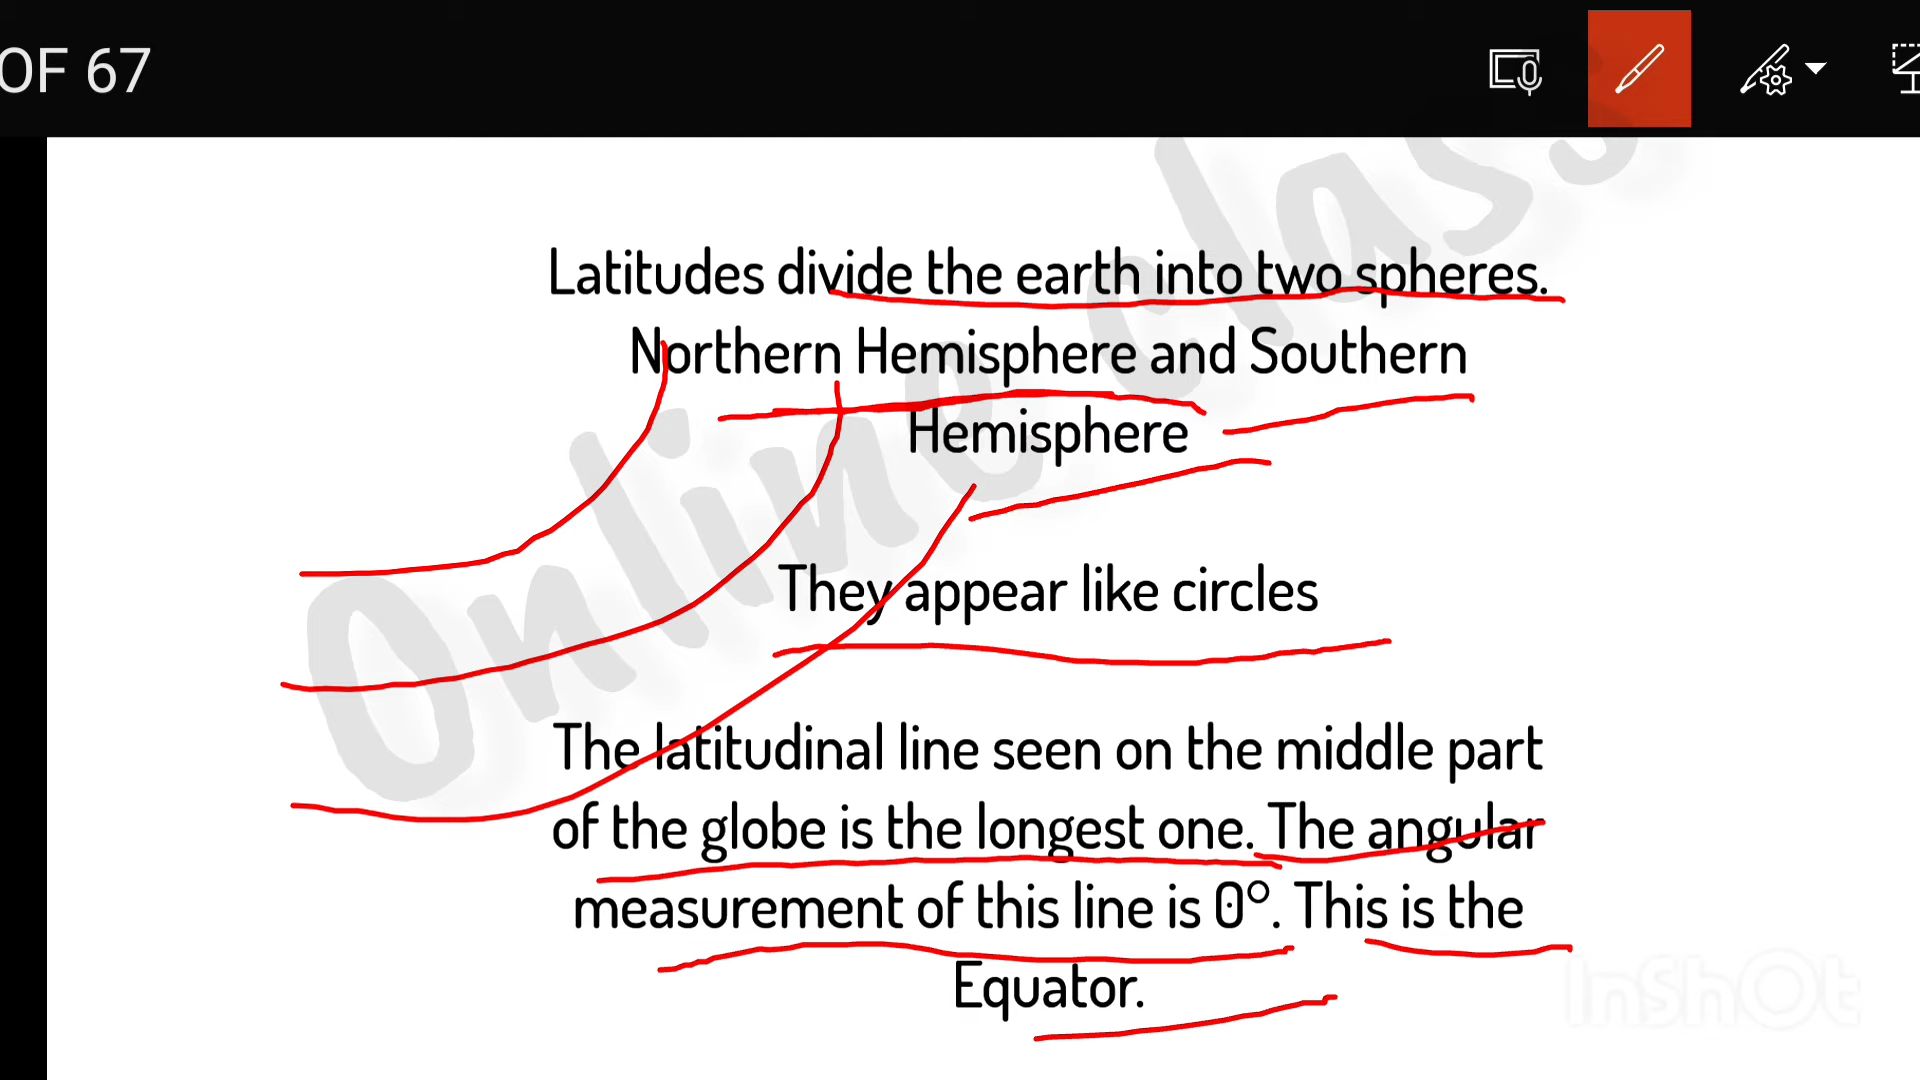 OF 67
Latitudes divide the earth into two spheres.
Northern Hemisphere and Southern
Hemisphere
They appear like circles
The latitudinal line seen on the middle part
of the globe is the longest one. The angular
measurement of this line is 0°. This is the
Equator.
Online class
InShOt